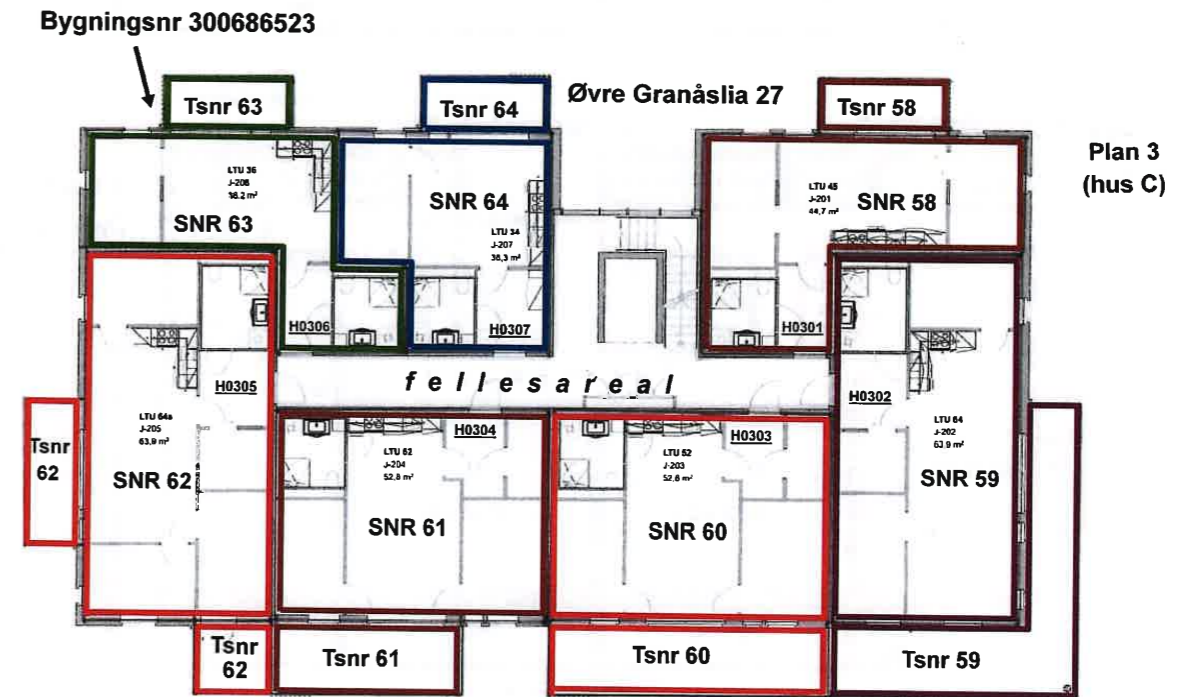 Bygningsnr 300686523
Tsnr 63
Tsnr 64
Øvre Granåslia 27
Tsnr 58
Plan 3
(hus C)
LTU 36
J-208
SNR 63
H0306
SNR 64
LTU 34
J-207
36,3 m²
H0307
LTU 45
J-201
44,7 m²
SNR 58
H0301
fellesareal
H0305
LTU 64a
J-205
63,9 m²
SNR 62
Tsnr
62
Tsnr
62
H0304
J-204
52,8 m²
SNR 61
Tsnr 61
H0303
LTU 52
J-203
SNR 60
Tsnr 60
H0302
LTU 64
J-202
63,9 m²
SNR 59
Tsnr 59